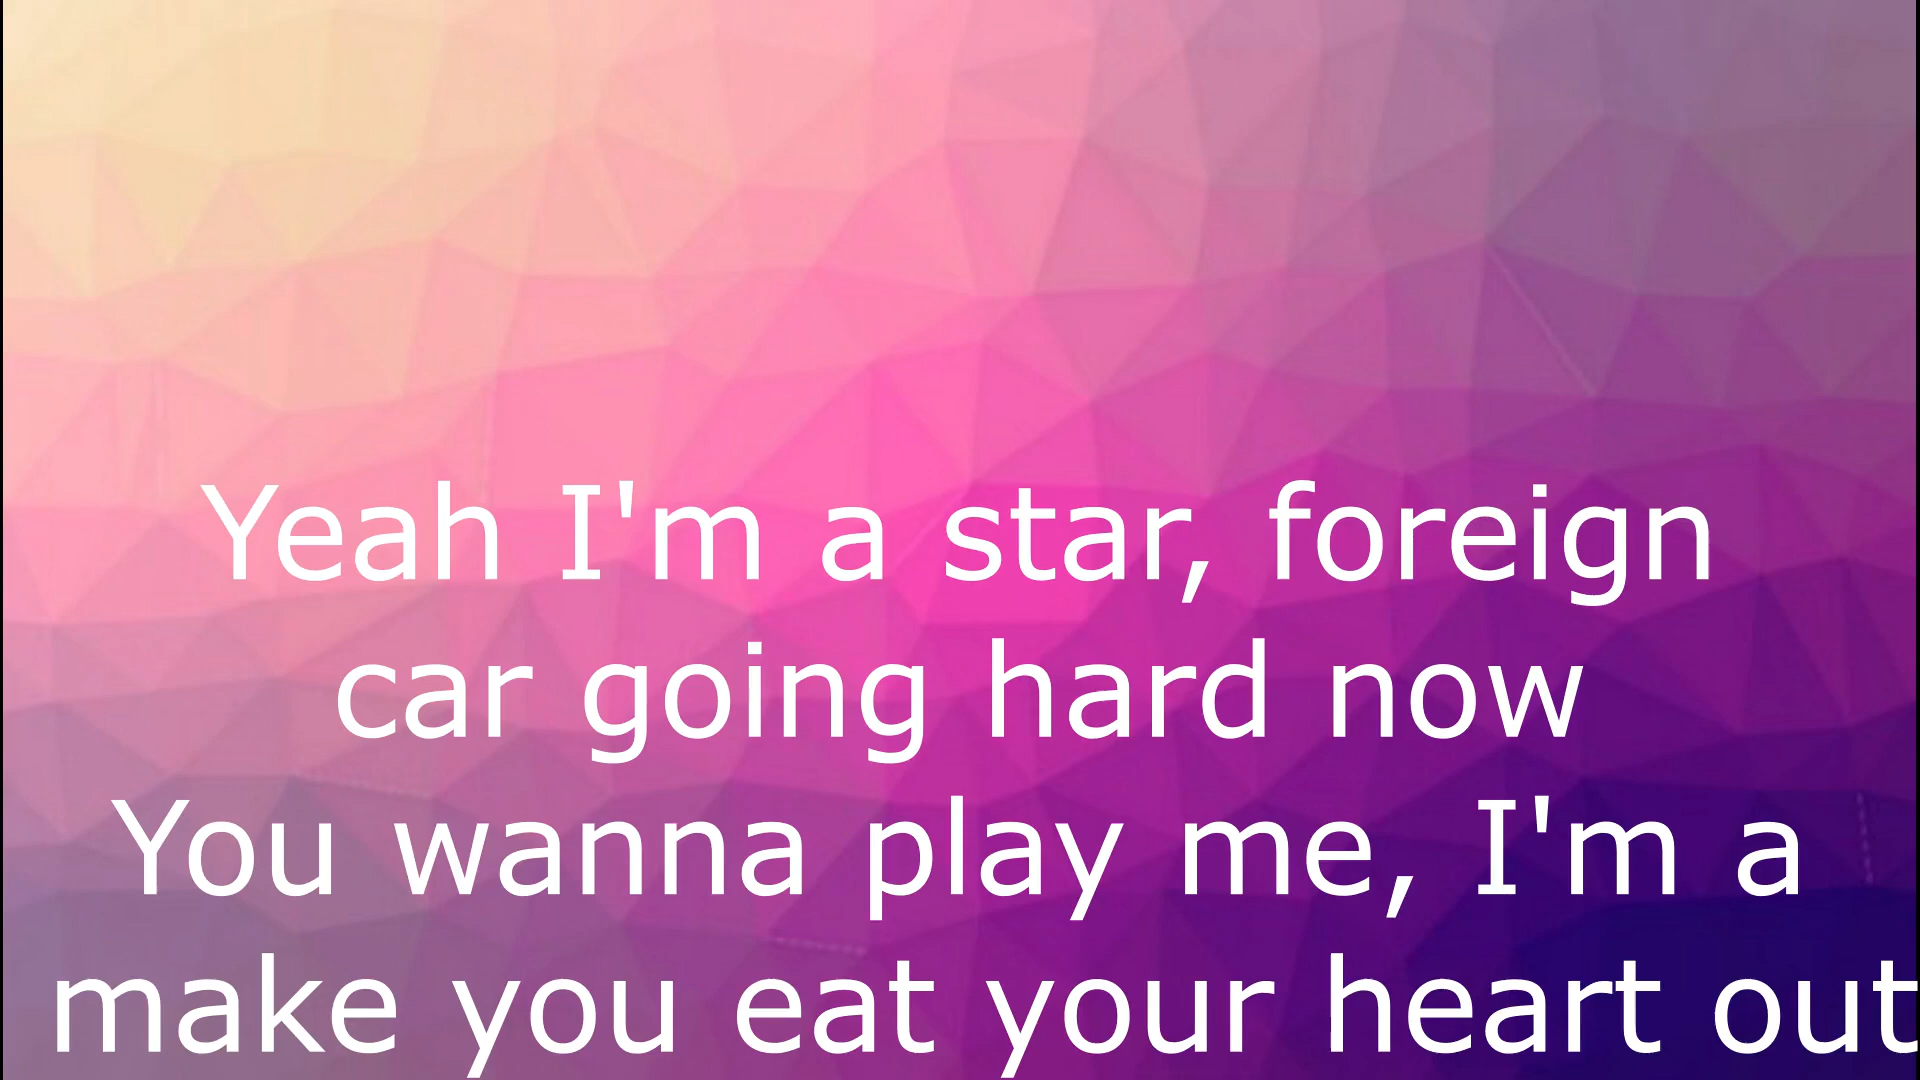 Yeah I'm a star, foreign
car going hard now
You wanna play me, I'm a
make you eat your heart out